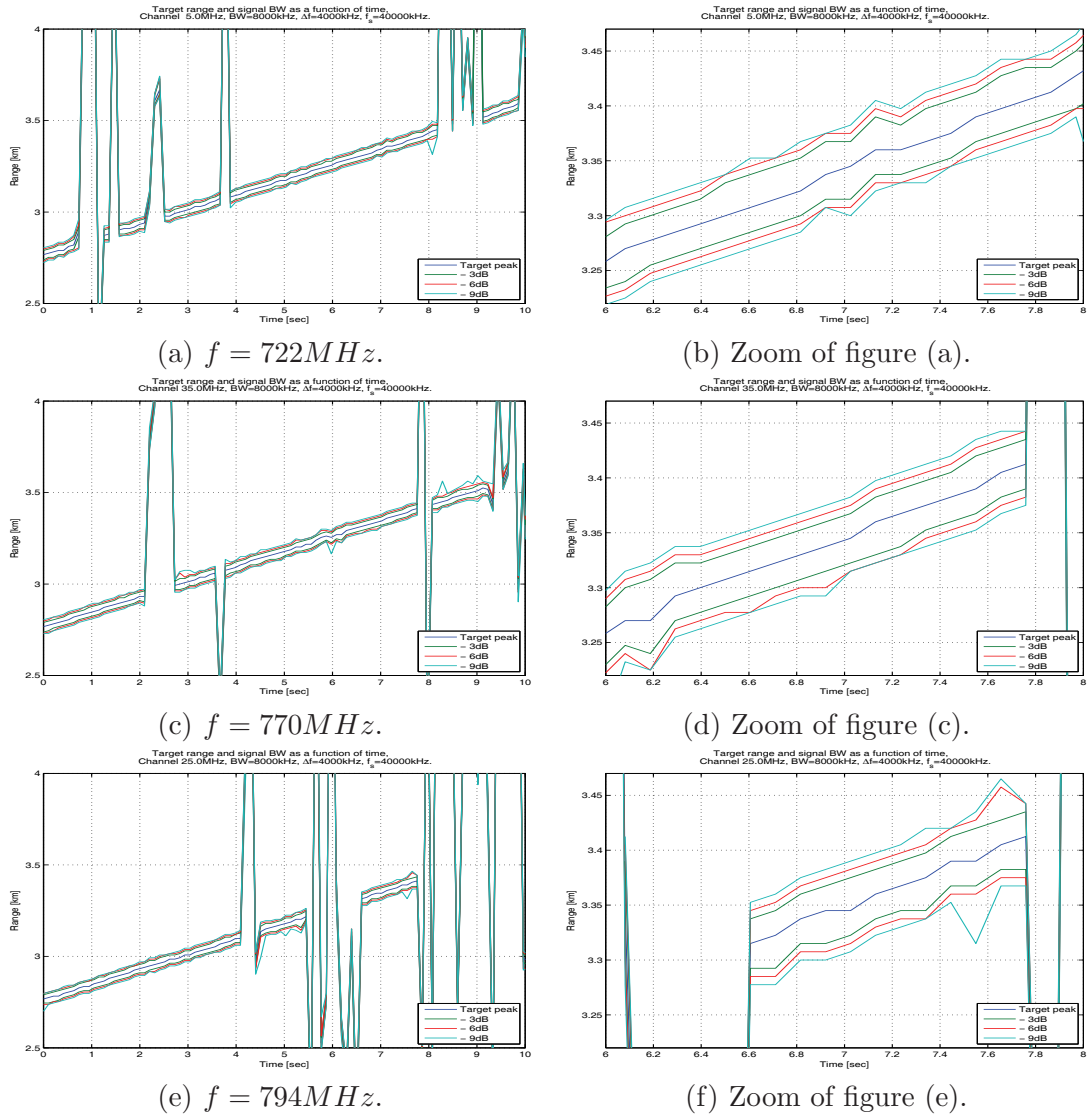 Target range and signal BW as a function of time,
Channel 5.0MHz, BW=8000kHz, Δf=4000kHz, f_s=40000kHz.
4
3.5
3
2.5
Range [km]
0 1 2 3 4 5 6 7 8 9 10
Time [sec]
Target peak
− 3dB
− 6dB
− 9dB
(a) f = 722MHz.
Target range and signal BW as a function of time,
Channel 5.0MHz, BW=8000kHz, Δf=4000kHz, f_s=40000kHz.
3.45
3.4
3.35
3.3
3.25
Range [km]
6 6.2 6.4 6.6 6.8 7 7.2 7.4 7.6 7.8 8
Time [sec]
Target peak
− 3dB
− 6dB
− 9dB
(b) Zoom of figure (a).
Target range and signal BW as a function of time,
Channel 35.0MHz, BW=8000kHz, Δf=4000kHz, f_s=40000kHz.
4
3.5
3
2.5
Range [km]
0 1 2 3 4 5 6 7 8 9 10
Time [sec]
Target peak
− 3dB
− 6dB
− 9dB
(c) f = 770MHz.
Target range and signal BW as a function of time,
Channel 35.0MHz, BW=8000kHz, Δf=4000kHz, f_s=40000kHz.
3.45
3.4
3.35
3.3
3.25
Range [km]
6 6.2 6.4 6.6 6.8 7 7.2 7.4 7.6 7.8 8
Time [sec]
Target peak
− 3dB
− 6dB
− 9dB
(d) Zoom of figure (c).
Target range and signal BW as a function of time,
Channel 25.0MHz, BW=8000kHz, Δf=4000kHz, f_s=40000kHz.
4
3.5
3
2.5
Range [km]
0 1 2 3 4 5 6 7 8 9 10
Time [sec]
Target peak
− 3dB
− 6dB
− 9dB
(e) f = 794MHz.
Target range and signal BW as a function of time,
Channel 25.0MHz, BW=8000kHz, Δf=4000kHz, f_s=40000kHz.
3.45
3.4
3.35
3.3
3.25
Range [km]
6 6.2 6.4 6.6 6.8 7 7.2 7.4 7.6 7.8 8
Time [sec]
Target peak
− 3dB
− 6dB
− 9dB
(f) Zoom of figure (e).